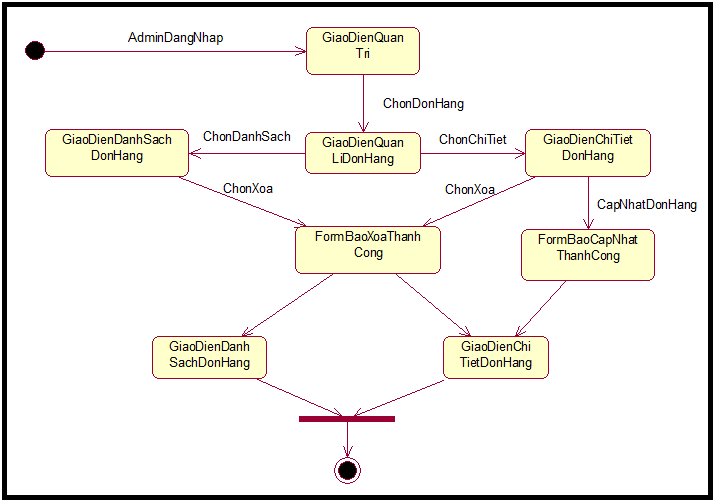 AdminDangNhap
GiaoDienQuan
Tri
ChonDonHang
GiaoDienDanhSach
DonHang
ChonDanhSach
GiaoDienQuan
LiDonHang
ChonChiTiet
GiaoDienChiTiet
DonHang
ChonXoa
ChonXoa
CapNhatDonHang
FormBaoXoaThanh
Cong
FormBaoCapNhat
ThanhCong
GiaoDienDanh
SachDonHang
GiaoDienChi
TietDonHang